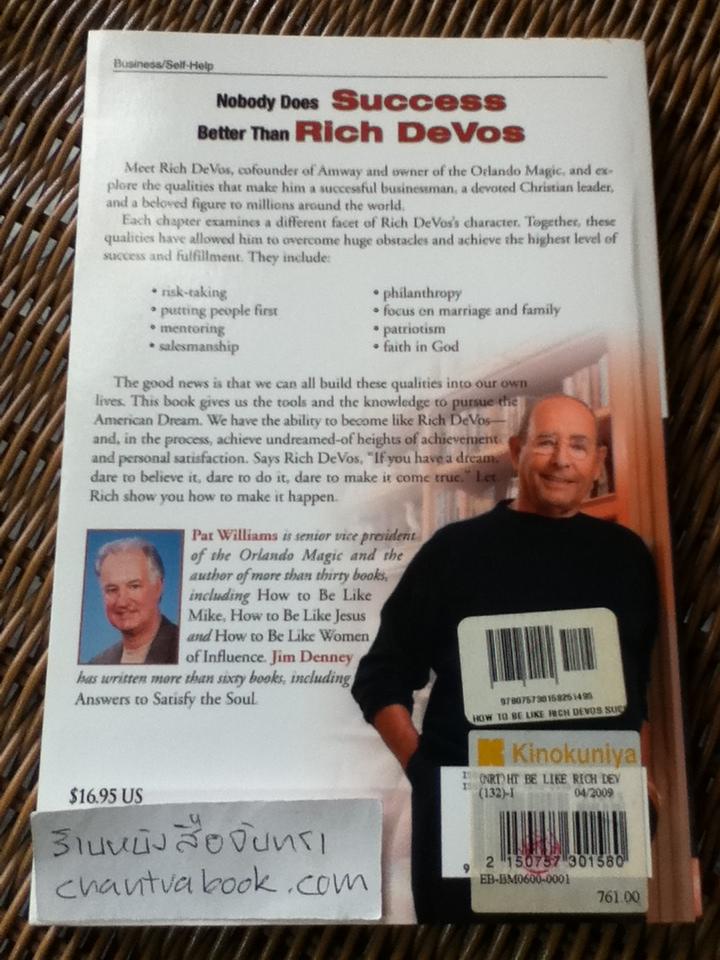 Business/Self-Help
Nobody Does Success
Better Than Rich DeVos
Meet Rich DeVos, cofounder of Amway and owner of the Orlando Magic, and ex-
plore the qualities that make him a successful businessman, a devoted Christian leader,
and a beloved figure to millions around the world.
Each chapter examines a different facet of Rich DeVos's character. Together, these
qualities have allowed him to overcome huge obstacles and achieve the highest level of
success and fulfillment. They include:
• risk-taking
• putting people first
• mentoring
• salesmanship
• philanthropy
• focus on marriage and family
• patriotism
• faith in God
The good news is that we can all build these qualities into our own
lives. This book gives us the tools and the knowledge to pursue the
American Dream. We have the ability to become like Rich DeVos—
and, in the process, achieve undreamed-of heights of achievement
and personal satisfaction. Says Rich DeVos, "If you have a dream,
dare to believe it, dare to do it, dare to make it come true." Let
Rich show you how to make it happen.
Pat Williams is senior vice president
of the Orlando Magic and the
author of more than thirty books,
including How to Be Like
Mike, How to Be Like Jesus
and How to Be Like Women
of Influence. Jim Denney
has written more than sixty books, including
Answers to Satisfy the Soul.
9780757301582S1495
HOW TO BE LIKE RICH DEVOS SUC
Kinokuniya
(NRT)HT BE LIKE RICH DEV
(132)-I 04/2009
2 150757 301580
EB-BM0600-0001
761.00
$16.95 US
ร้านหนังสือจันทรา
chantrabook.com